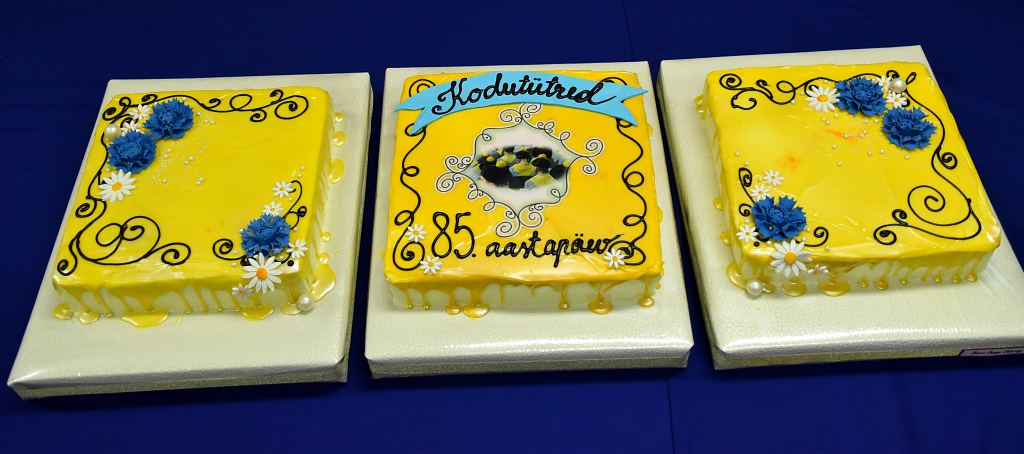 Kodutütred
85. aastapäev